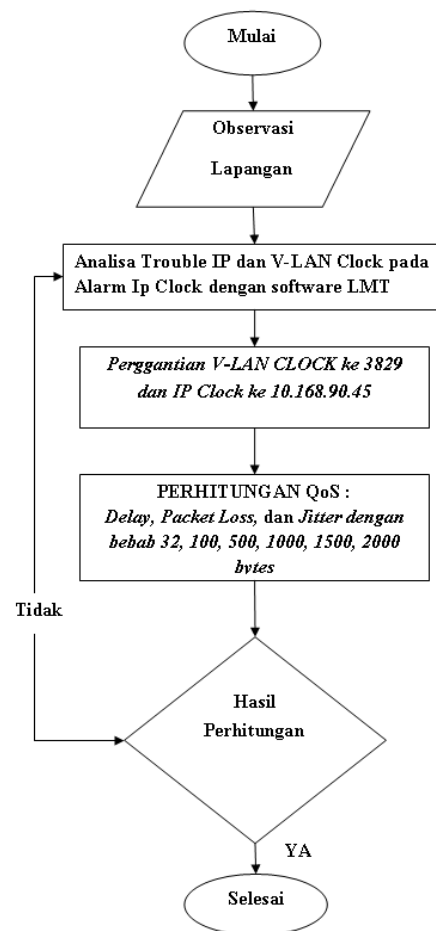 Mulai
Observasi
Lapangan
Analisa Trouble IP dan V-LAN Clock pada
Alarm Ip Clock dengan software LMT
Pergantian V-LAN CLOCK ke 3829
dan IP Clock ke 10.168.90.45
PERHITUNGAN QoS :
Delay, Packet Loss, dan Jitter dengan
bebab 32, 100, 500, 1000, 1500, 2000
bytes
Tidak
Hasil
Perhitungan
YA
Selesai